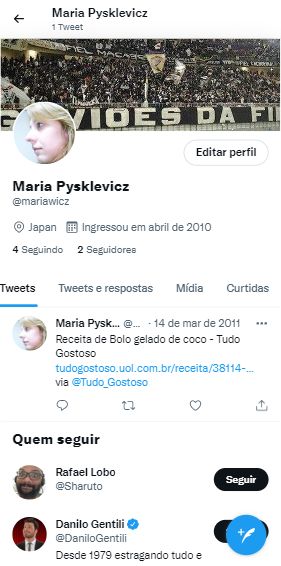 Maria Pysklevicz
1 Tweet
GAVIÕES DA FI
Editar perfil
Maria Pysklevicz
@mariawicz
Japan Ingressou em abril de 2010
4 Seguindo 2 Seguidores
Tweets Tweets e respostas Mídia Curtidas
Maria Pysk... @... · 14 de mar de 2011 ···
Receita de Bolo gelado de coco - Tudo
Gostoso
tudogostoso.uol.com.br/receita/38114-...
via @Tudo_Gostoso
Quem seguir
Rafael Lobo
@Sharuto
Seguir
Danilo Gentili
@DaniloGentili
Desde 1979 estragando tudo e